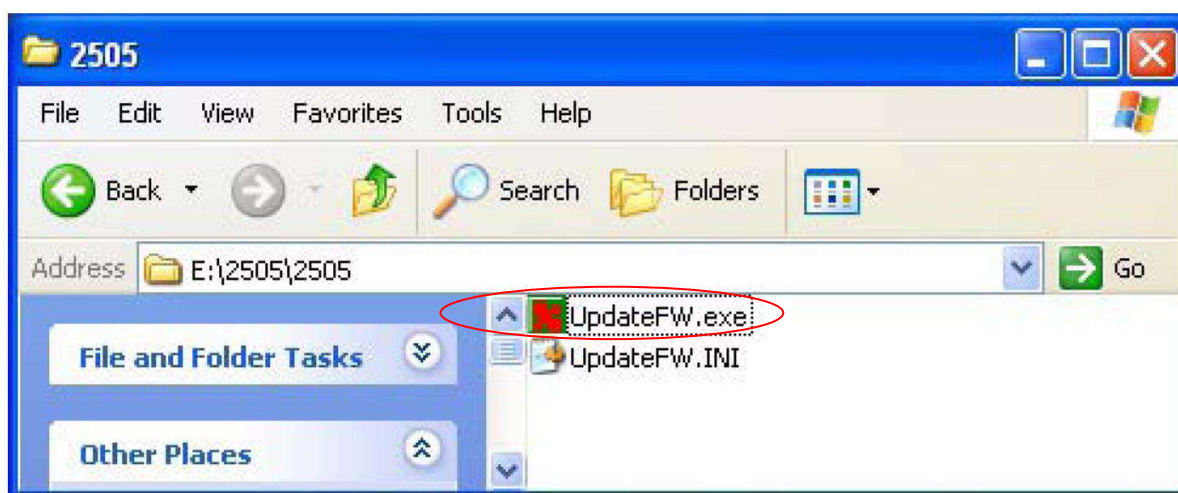 2505
File Edit View Favorites Tools Help
Back Search Folders
Address E:\2505\2505 Go
UpdateFW.exe
File and Folder Tasks UpdateFW.INI
Other Places